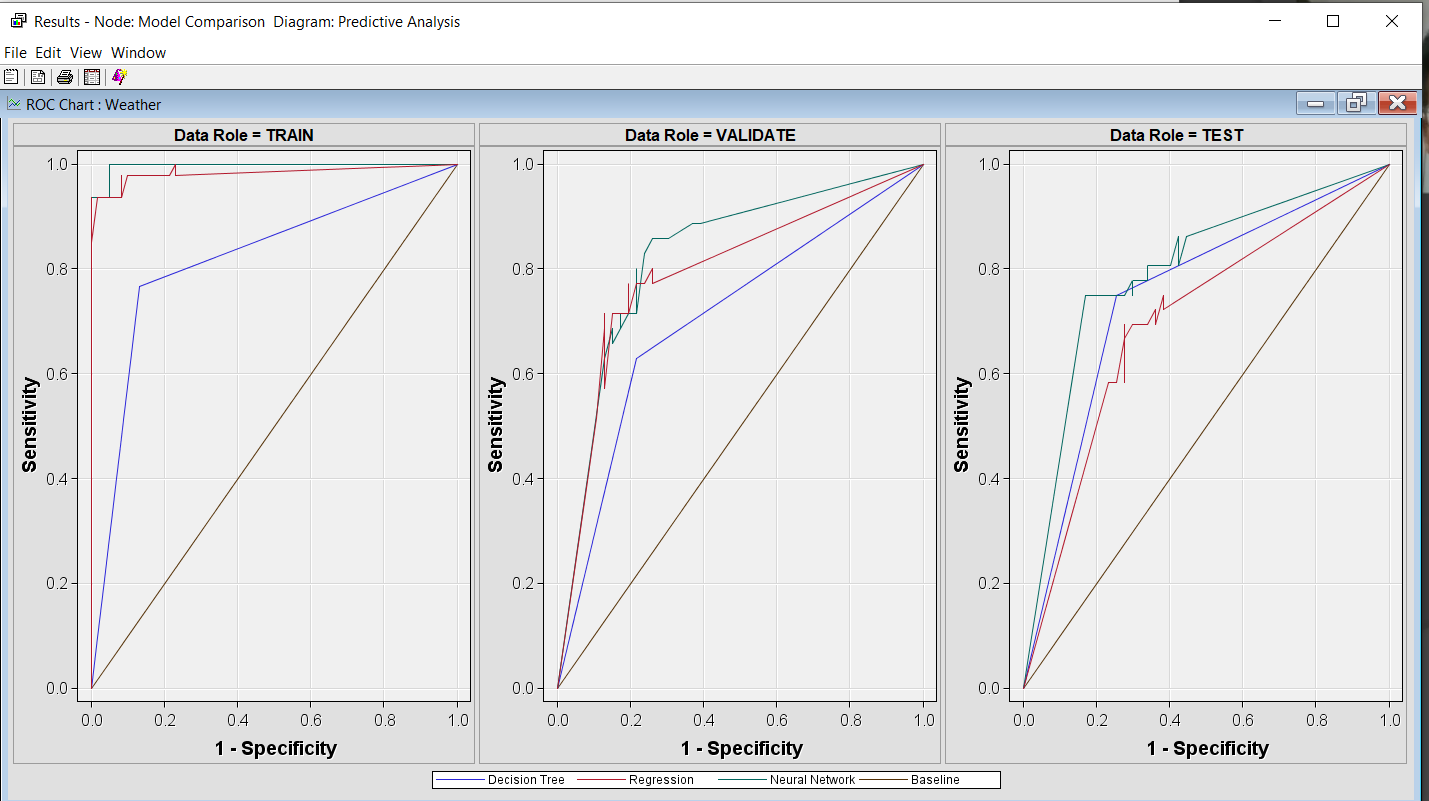 Results - Node: Model Comparison Diagram: Predictive Analysis
File Edit View Window
ROC Chart : Weather
Data Role = TRAIN
1.0
0.8
0.6
0.4
0.2
0.0
Sensitivity
0.0 0.2 0.4 0.6 0.8 1.0
1 - Specificity
Data Role = VALIDATE
1.0
0.8
0.6
0.4
0.2
0.0
Sensitivity
0.0 0.2 0.4 0.6 0.8 1.0
1 - Specificity
Data Role = TEST
1.0
0.8
0.6
0.4
0.2
0.0
Sensitivity
0.0 0.2 0.4 0.6 0.8 1.0
1 - Specificity
Decision Tree Regression Neural Network Baseline